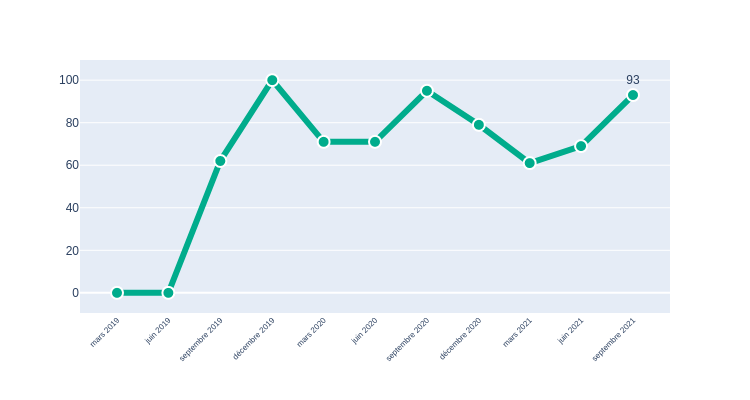 100
80
60
40
20
0
93
mars 2019
juin 2019
septembre 2019
décembre 2019
mars 2020
juin 2020
septembre 2020
décembre 2020
mars 2021
juin 2021
septembre 2021